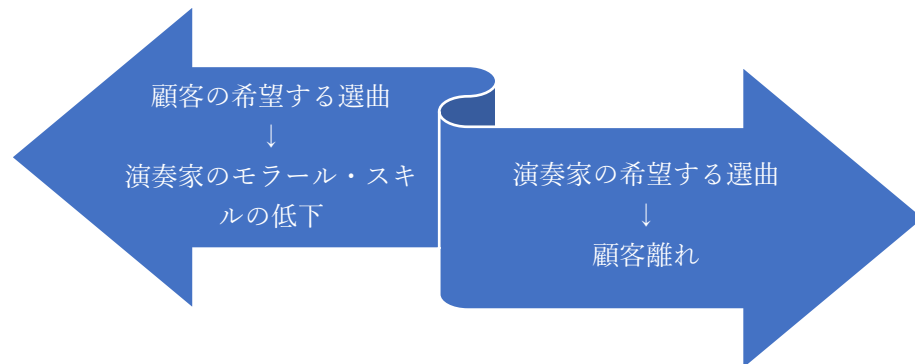 顧客の希望する選曲
↓
演奏家のモラール・スキ
ルの低下
演奏家の希望する選曲
↓
顧客離れ